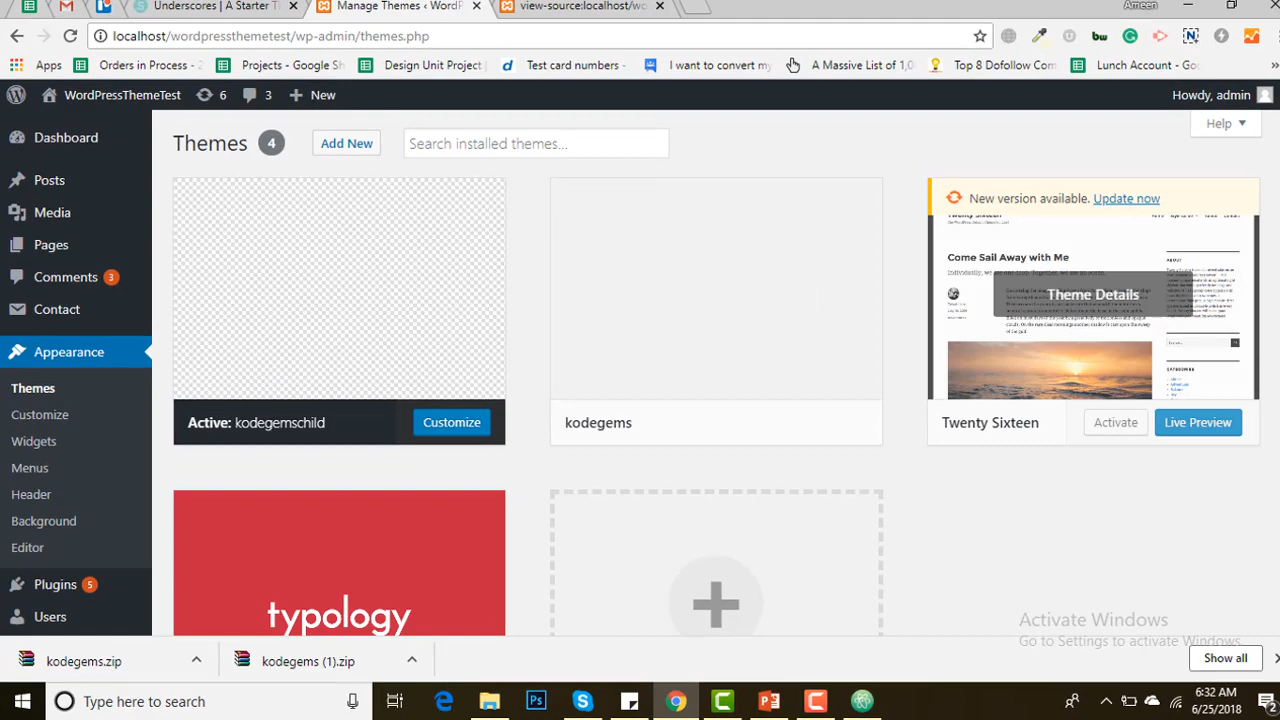 Underscores | A Starter T × Manage Themes ‹ WordP × view-source:localhost/wo × Ameen
localhost/wordpressthemetest/wp-admin/themes.php
Apps Orders in Process - Projects - Google Sh Design Unit Project Test card numbers - I want to convert my A Massive List of 1,0 Top 8 Dofollow Com Lunch Account - Goo »
WordPressThemeTest 6 3 New Howdy, admin
Dashboard
Posts
Media
Pages
Comments 3
Contact
Appearance
Themes
Customize
Widgets
Menus
Header
Background
Editor
Plugins 5
Users
Themes 4 Add New Search installed themes... Help
New version available. Update now
Twenty Sixteen
Come Sail Away with Me
Theme Details
Active: kodegemschild Customize
kodegems
Twenty Sixteen Activate Live Preview
typology
Activate Windows
Go to Settings to activate Windows.
kodegems.zip kodegems (1).zip Show all
Type here to search
6:32 AM
6/25/2018
2